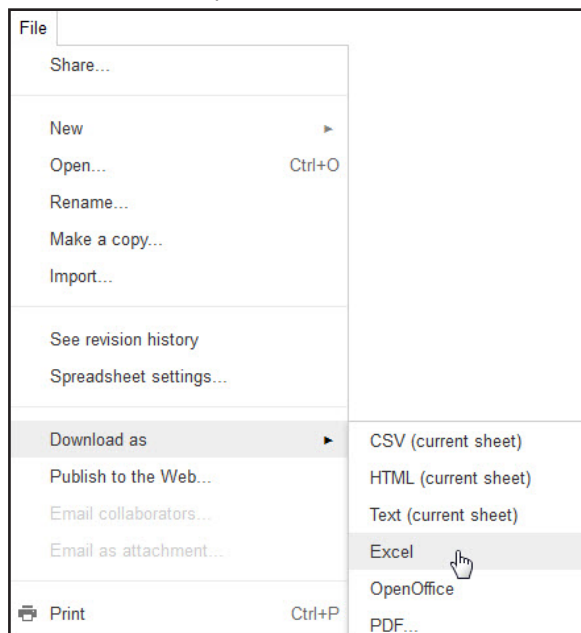 File
Share...
New
Open... Ctrl+O
Rename...
Make a copy...
Import...
See revision history
Spreadsheet settings...
Download as
Publish to the Web...
Email collaborators...
Email as attachment...
Print Ctrl+P
CSV (current sheet)
HTML (current sheet)
Text (current sheet)
Excel
OpenOffice
PDF...